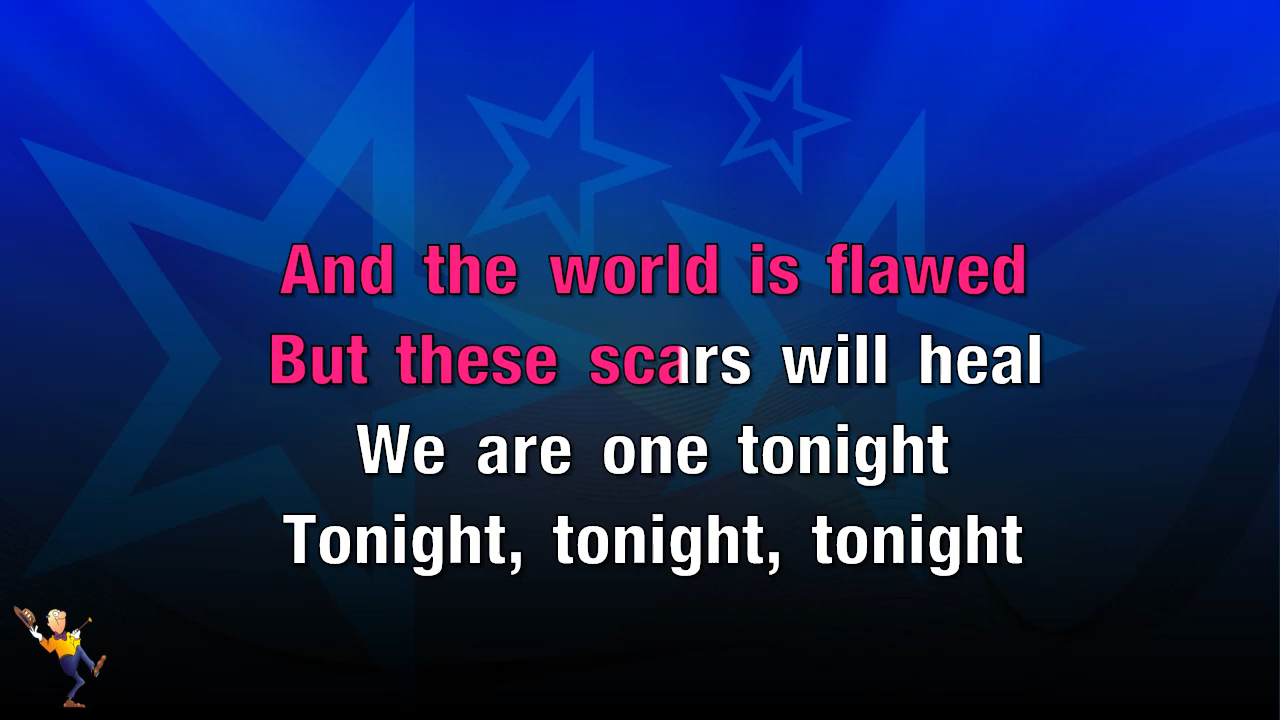 And the world is flawed
But these scars will heal
We are one tonight
Tonight, tonight, tonight